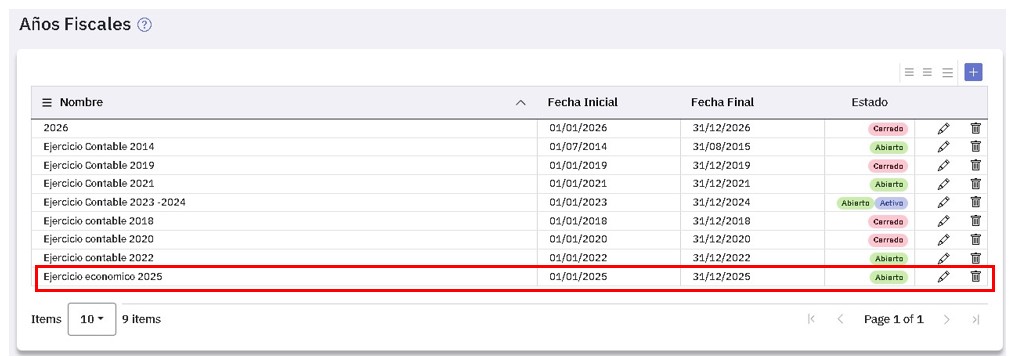 Años Fiscales ?
Nombre Fecha Inicial Fecha Final Estado
2026 01/01/2026 31/12/2026 Cerrado
Ejercicio Contable 2014 01/07/2014 31/08/2015 Abierto
Ejercicio Contable 2019 01/01/2019 31/12/2019 Cerrado
Ejercicio Contable 2021 01/01/2021 31/12/2021 Abierto
Ejercicio Contable 2023 -2024 01/01/2023 31/12/2024 Abierto Activo
Ejercicio contable 2018 01/01/2018 31/12/2018 Cerrado
Ejercicio contable 2020 01/01/2020 31/12/2020 Cerrado
Ejercicio contable 2022 01/01/2022 31/12/2022 Abierto
Ejercicio economico 2025 01/01/2025 31/12/2025 Abierto
Items 10 9 items Page 1 of 1